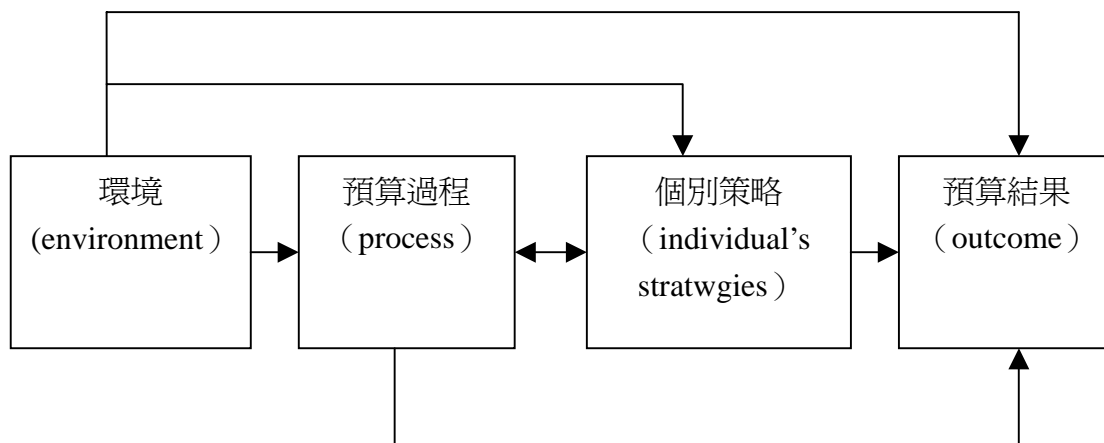 環境
(environment）
預算過程
（process）
個別策略
（individual’s
stratwgies）
預算結果
（outcome）